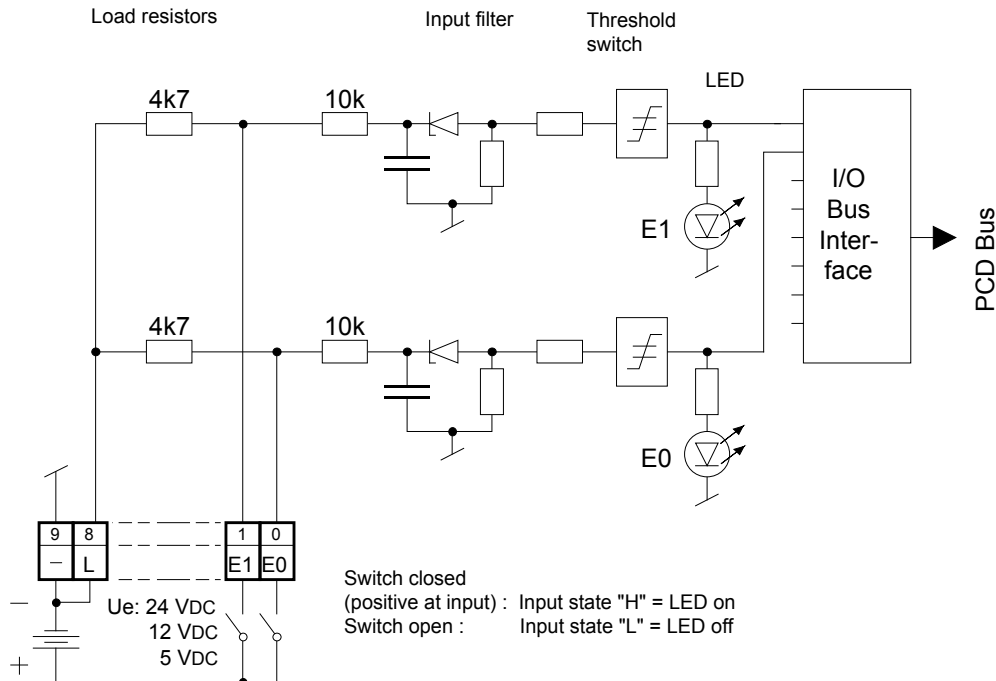 Load resistors
Input filter
Threshold
switch
LED
4k7
10k
E1
I/O
Bus
Inter-
face
PCD Bus
4k7
10k
E0
9 8 1 0
– L E1 E0
Ue: 24 VDC
12 VDC
5 VDC
– 
+
Switch closed
(positive at input) : Input state "H" = LED on
Switch open : Input state "L" = LED off